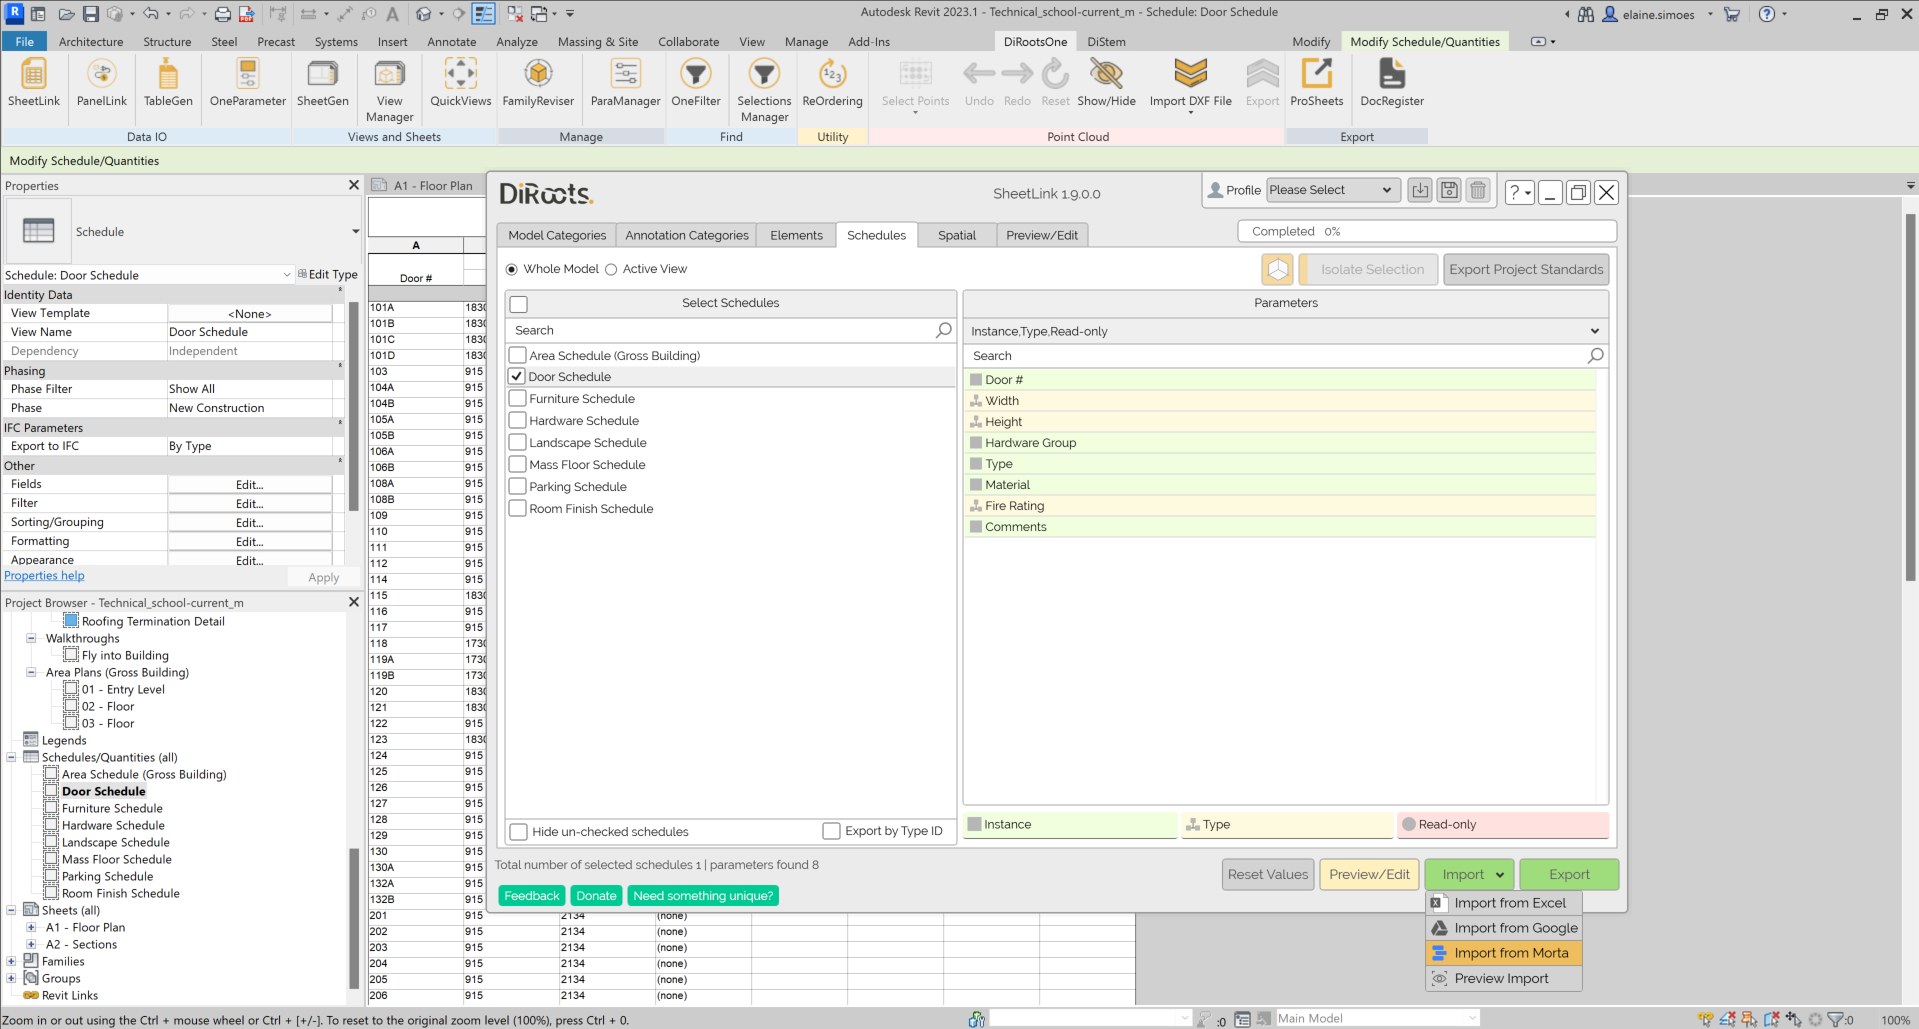 Autodesk Revit 2023.1 - Technical_school-current_m - Schedule: Door Schedule
elaine.simoes
File Architecture Structure Steel Precast Systems Insert Annotate Analyze Massing & Site Collaborate View Manage Add-Ins DiRootsOne DiStem Modify Modify Schedule/Quantities
SheetLink PanelLink TableGen OneParameter SheetGen View Manager QuickViews FamilyReviser ParaManager OneFilter Selections Manager ReOrdering Select Points Undo Redo Reset Show/Hide Import DXF File Export ProSheets DocRegister
Data IO Views and Sheets Manage Find Utility Point Cloud Export
Modify Schedule/Quantities
Properties
Schedule
Schedule: Door Schedule Edit Type
Identity Data
View Template <None>
View Name Door Schedule
Dependency Independent
Phasing
Phase Filter Show All
Phase New Construction
IFC Parameters
Export to IFC By Type
Other
Fields Edit...
Filter Edit...
Sorting/Grouping Edit...
Formatting Edit...
Appearance Edit...
Properties help Apply
Project Browser - Technical_school-current_m
Roofing Termination Detail
Walkthroughs
Fly into Building
Area Plans (Gross Building)
01 - Entry Level
02 - Floor
03 - Floor
Legends
Schedules/Quantities (all)
Area Schedule (Gross Building)
Door Schedule
Furniture Schedule
Hardware Schedule
Landscape Schedule
Mass Floor Schedule
Parking Schedule
Room Finish Schedule
Sheets (all)
A1 - Floor Plan
A2 - Sections
Families
Groups
Revit Links
A1 - Floor Plan
A
Door #
101A 1830
101B 1830
101C 1830
101D 1830
103 915
104A 915
104B 915
105A 915
105B 915
106A 915
106B 915
108A 915
108B 915
109 915
110 915
111 915
112 915
114 915
115 1830
116 915
117 915
118 1730
119A 1730
119B 1730
120 1830
121 1830
122 915
123 1830
124 915
125 915
126 915
127 915
128 915
129 915
130 915
130A 915
132A 915
132B 915
201 915 2134 (none)
202 915 2134 (none)
203 915 2134 (none)
204 915 2134 (none)
205 915 2134 (none)
206 915 2134 (none)
DiRoots.
SheetLink 1.9.0.0
Profile Please Select
?
Model Categories Annotation Categories Elements Schedules Spatial Preview/Edit
Completed 0%
Whole Model Active View
Isolate Selection Export Project Standards
Select Schedules
Search
Area Schedule (Gross Building)
Door Schedule
Furniture Schedule
Hardware Schedule
Landscape Schedule
Mass Floor Schedule
Parking Schedule
Room Finish Schedule
Hide un-checked schedules Export by Type ID
Parameters
Instance,Type,Read-only
Search
Door #
Width
Height
Hardware Group
Type
Material
Fire Rating
Comments
Instance Type Read-only
Total number of selected schedules 1 | parameters found 8
Feedback Donate Need something unique?
Reset Values Preview/Edit Import Export
Import from Excel
Import from Google
Import from Morta
Preview Import
Zoom in or out using the Ctrl + mouse wheel or Ctrl + [+/-]. To reset to the original zoom level (100%), press Ctrl + 0.
:0 Main Model :0 100%